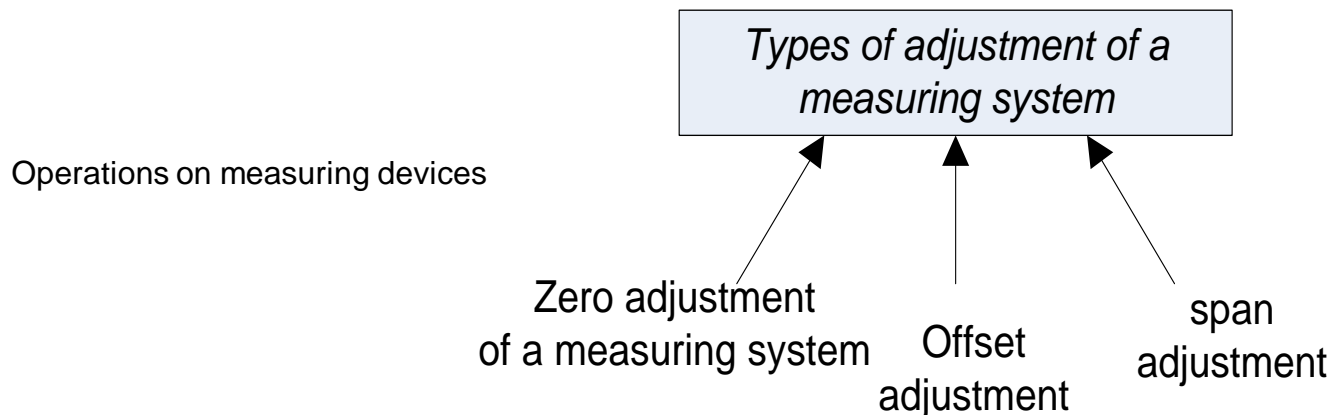 Types of adjustment of a
measuring system
Operations on measuring devices
Zero adjustment
of a measuring system
Offset
adjustment
span
adjustment